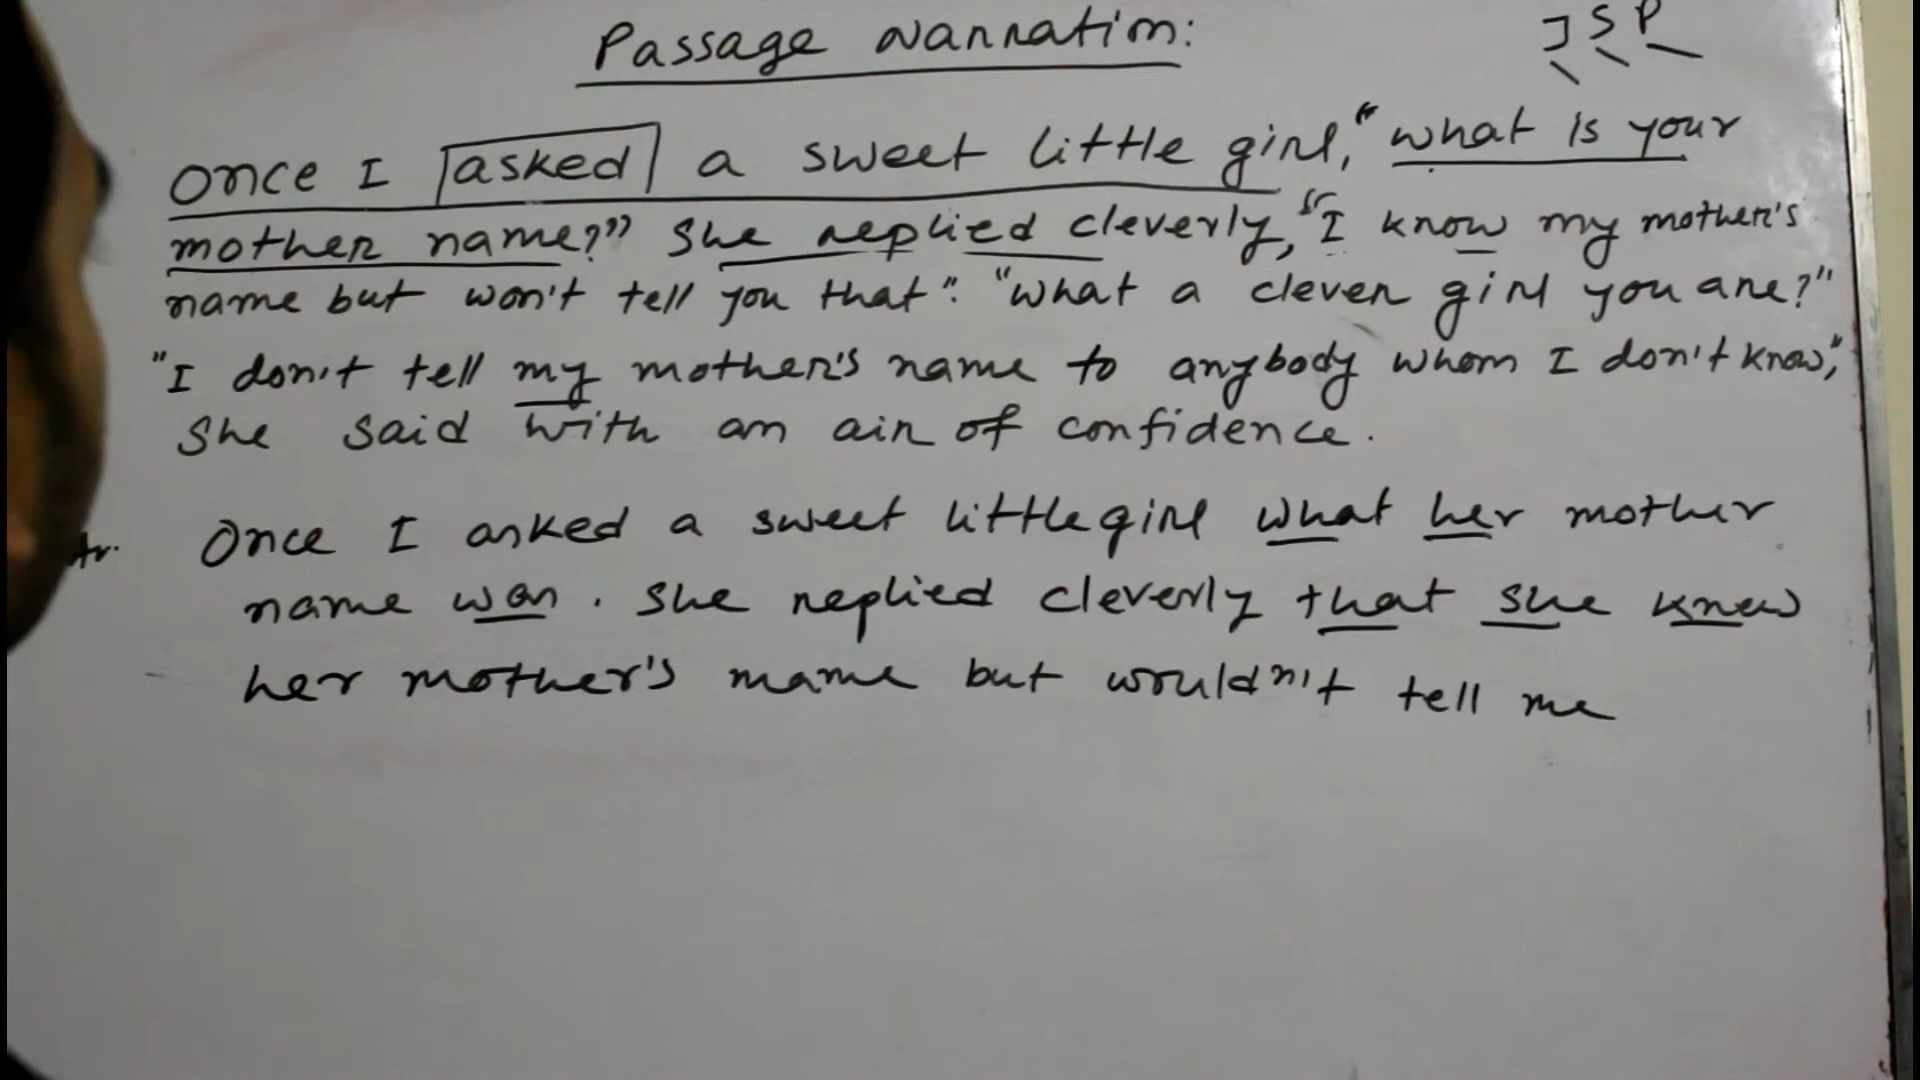 Passage Narration:
J S P
Once I asked a sweet little girl, "what is your
mother name?" She replied cleverly, "I know my mother's
name but won't tell you that". "What a clever girl you are?"
"I don't tell my mother's name to anybody whom I don't know,"
She said with an air of confidence.
Once I asked a sweet little girl what her mother
name was. She replied cleverly that she knew
her mother's name but wouldn't tell me